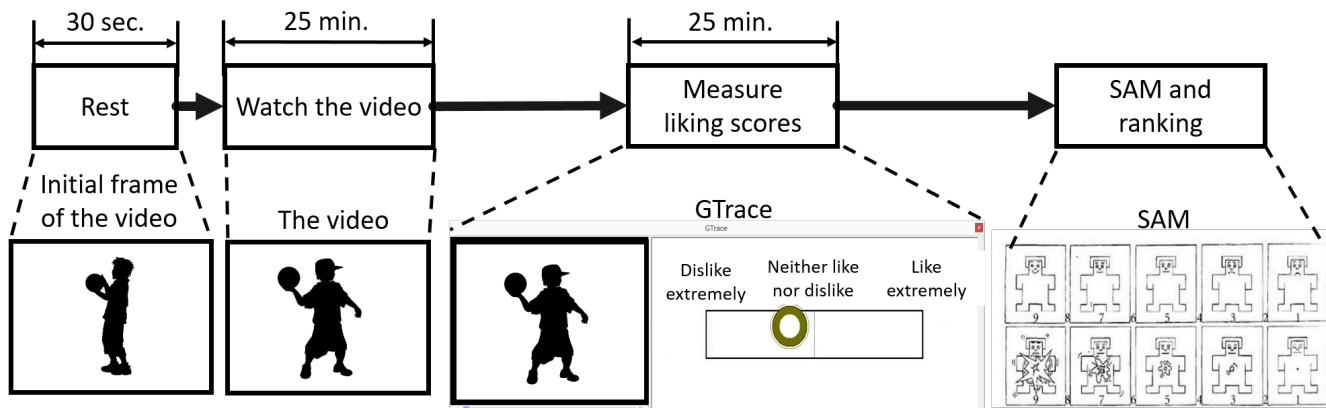 30 sec.
25 min.
25 min.
Rest
Watch the video
Measure
liking scores
SAM and
ranking
Initial frame
of the video
The video
GTrace
SAM
GTrace
x
Dislike
extremely
Neither like
nor dislike
Like
extremely
9 8 7 6 5 4 3 2 1
9 8 7 6 5 4 3 2 1